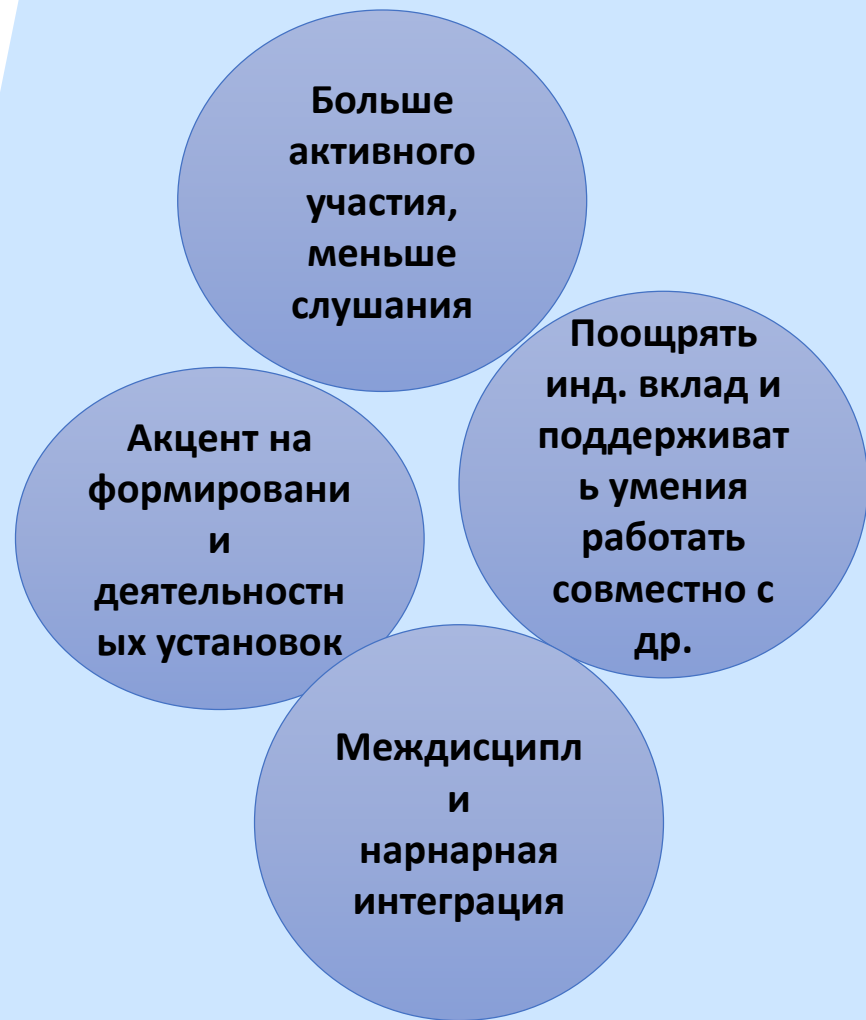 Больше
активного
участия,
меньше
слушания
Поощрять
инд. вклад и
поддерживат
ь умения
работать
совместно с
др.
Акцент на
формировани
и
деятельностн
ых установок
Междисципл
и
нарнарная
интеграция